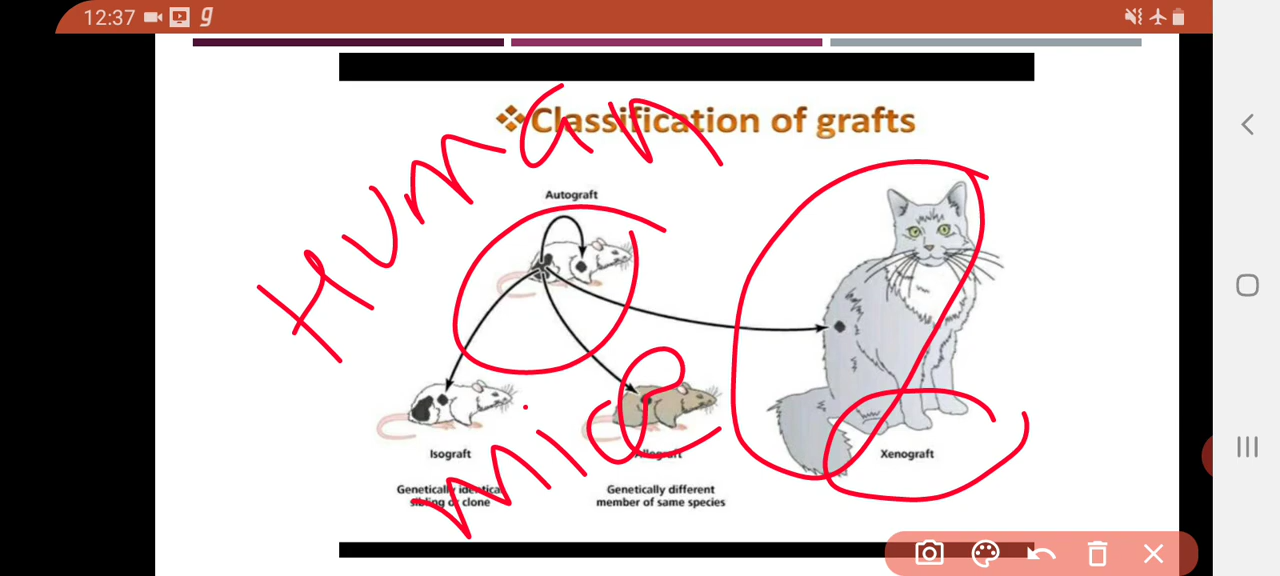 12:37
❖Classification of grafts
Human
Autograft
mice
Isograft
Allograft
Xenograft
Genetically identical
sibling or clone
Genetically different
member of same species